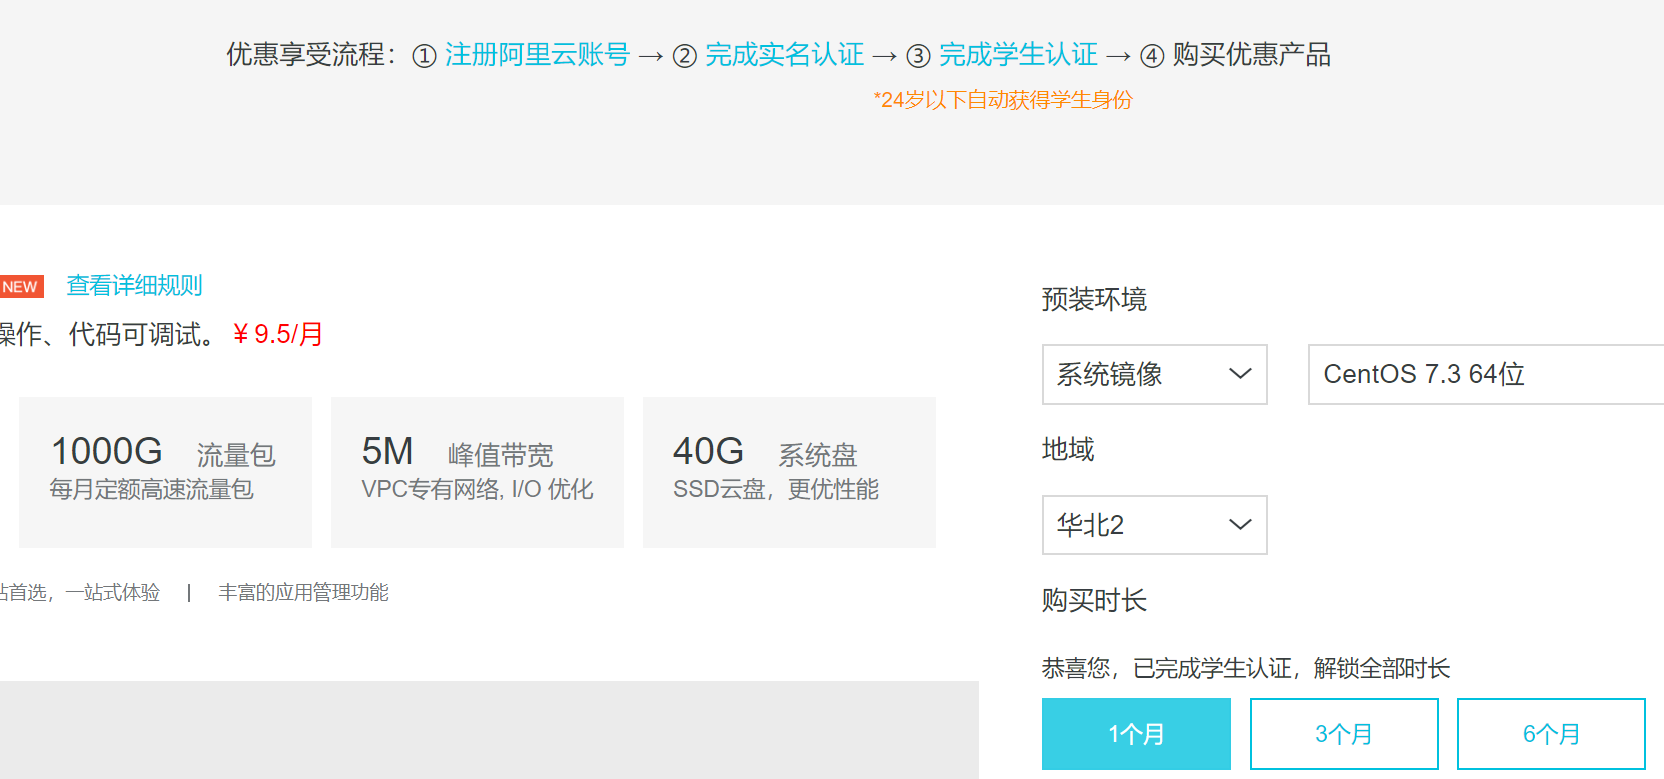 优惠享受流程：① 注册阿里云账号 → ② 完成实名认证 → ③ 完成学生认证 → ④ 购买优惠产品
*24岁以下自动获得学生身份
NEW 查看详细规则
操作、代码可调试。 ¥ 9.5/月
1000G 流量包
每月定额高速流量包
5M 峰值带宽
VPC专有网络, I/O 优化
40G 系统盘
SSD云盘，更优性能
站首选，一站式体验 | 丰富的应用管理功能
预装环境
系统镜像
CentOS 7.3 64位
地域
华北2
购买时长
恭喜您，已完成学生认证，解锁全部时长
1个月
3个月
6个月